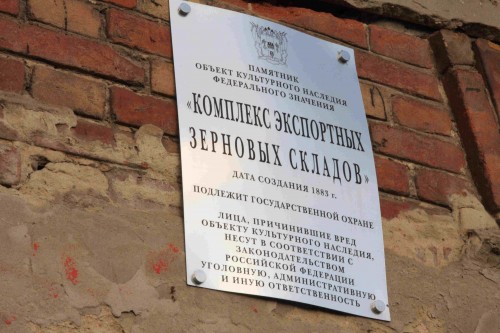 ПАМЯТНИК
ОБЪЕКТ КУЛЬТУРНОГО НАСЛЕДИЯ
ФЕДЕРАЛЬНОГО ЗНАЧЕНИЯ
«КОМПЛЕКС ЭКСПОРТНЫХ
ЗЕРНОВЫХ СКЛАДОВ»
ДАТА СОЗДАНИЯ 1883 г.
ПОДЛЕЖИТ ГОСУДАРСТВЕННОЙ ОХРАНЕ
ЛИЦА, ПРИЧИНИВШИЕ ВРЕД
ОБЪЕКТУ КУЛЬТУРНОГО НАСЛЕДИЯ,
НЕСУТ В СООТВЕТСТВИИ С
ЗАКОНОДАТЕЛЬСТВОМ
РОССИЙСКОЙ ФЕДЕРАЦИИ
УГОЛОВНУЮ, АДМИНИСТРАТИВНУЮ
И ИНУЮ ОТВЕТСТВЕННОСТЬ